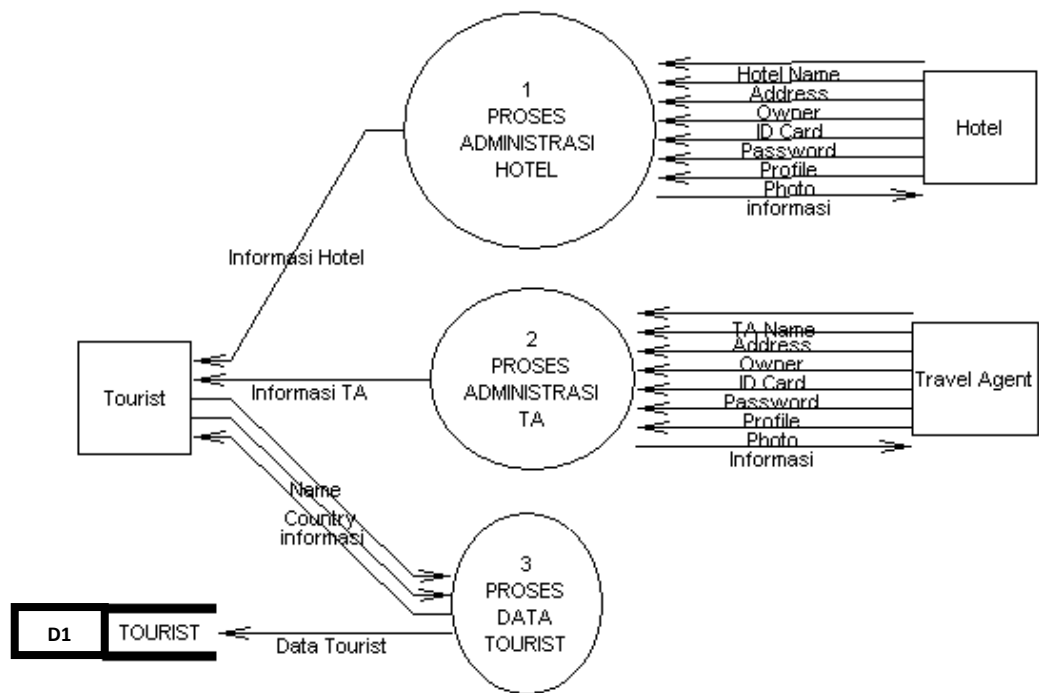 1
PROSES
ADMINISTRASI
HOTEL
Hotel Name
Address
Owner
ID Card
Password
Profile
Photo
informasi
Hotel
Informasi Hotel
2
PROSES
ADMINISTRASI
TA
TA Name
Address
Owner
ID Card
Password
Profile
Photo
Informasi
Travel Agent
Tourist
Informasi TA
Name
Country
informasi
3
PROSES
DATA
TOURIST
D1
TOURIST
Data Tourist